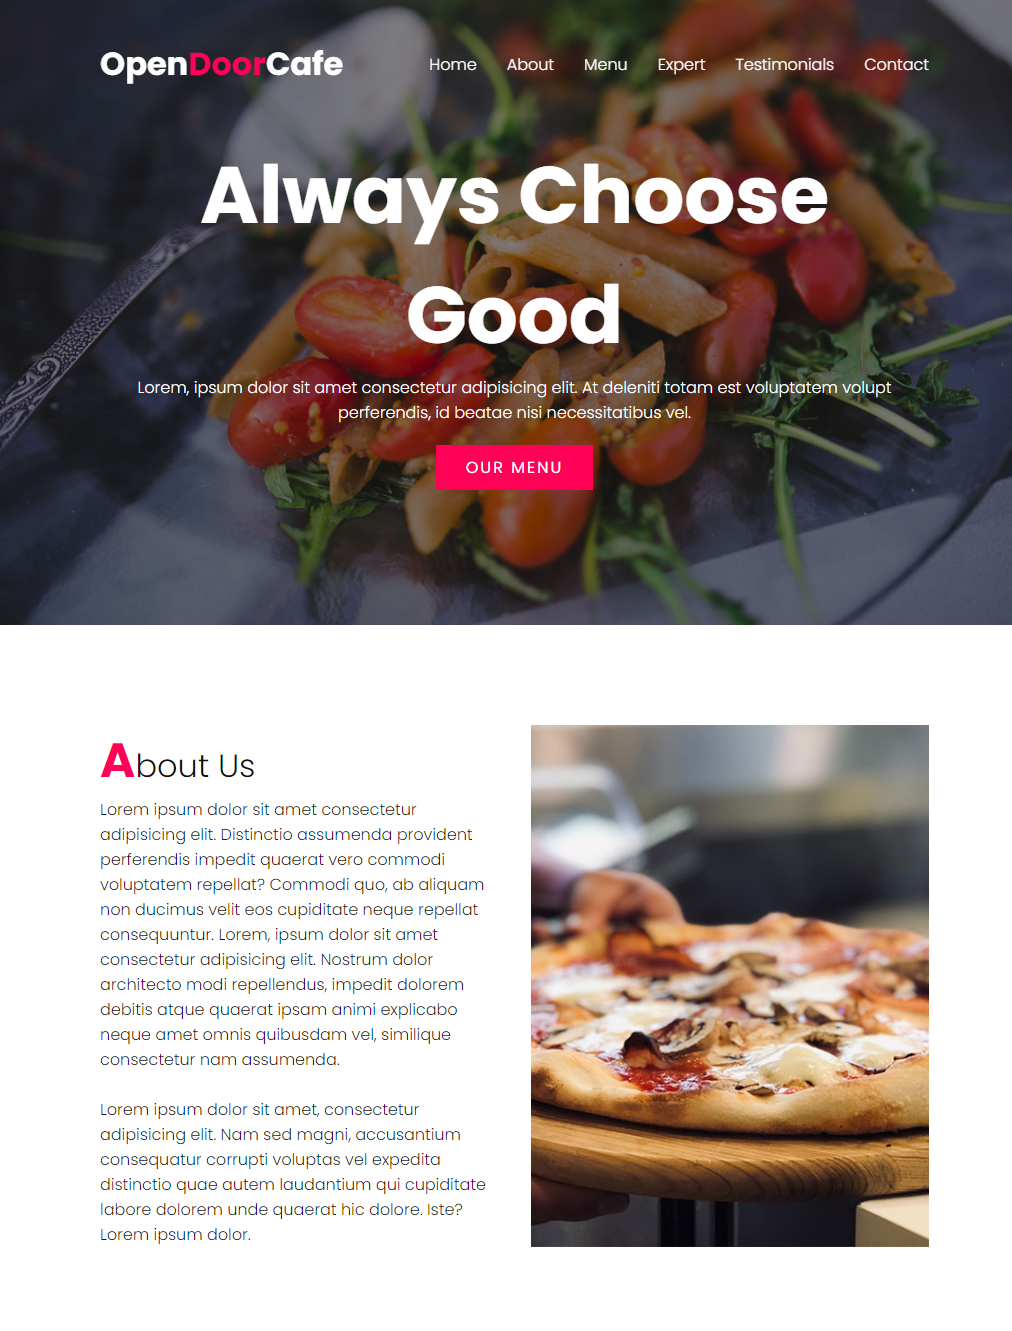 OpenDoorCafe
Home About Menu Expert Testimonials Contact
Always Choose
Good
Lorem, ipsum dolor sit amet consectetur adipisicing elit. At deleniti totam est voluptatem volupt
perferendis, id beatae nisi necessitatibus vel.
OUR MENU
About Us
Lorem ipsum dolor sit amet consectetur
adipisicing elit. Distinctio assumenda provident
perferendis impedit quaerat vero commodi
voluptatem repellat? Commodi quo, ab aliquam
non ducimus velit eos cupiditate neque repellat
consequuntur. Lorem, ipsum dolor sit amet
consectetur adipisicing elit. Nostrum dolor
architecto modi repellendus, impedit dolorem
debitis atque quaerat ipsam animi explicabo
neque amet omnis quibusdam vel, similique
consectetur nam assumenda.
Lorem ipsum dolor sit amet, consectetur
adipisicing elit. Nam sed magni, accusantium
consequatur corrupti voluptas vel expedita
distinctio quae autem laudantium qui cupiditate
labore dolorem unde quaerat hic dolore. Iste?
Lorem ipsum dolor.